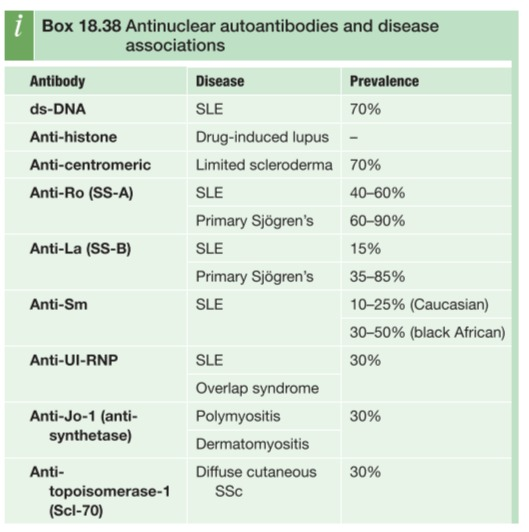 i
Box 18.38 Antinuclear autoantibodies and disease
associations
Antibody Disease Prevalence
ds-DNA SLE 70%
Anti-histone Drug-induced lupus –
Anti-centromeric Limited scleroderma 70%
Anti-Ro (SS-A) SLE 40–60%
Primary Sjögren's 60–90%
Anti-La (SS-B) SLE 15%
Primary Sjögren's 35–85%
Anti-Sm SLE 10–25% (Caucasian)
30–50% (black African)
Anti-UI-RNP SLE 30%
Overlap syndrome
Anti-Jo-1 (anti- Polymyositis 30%
synthetase)
Dermatomyositis
Anti- Diffuse cutaneous 30%
topoisomerase-1 SSc
(Scl-70)